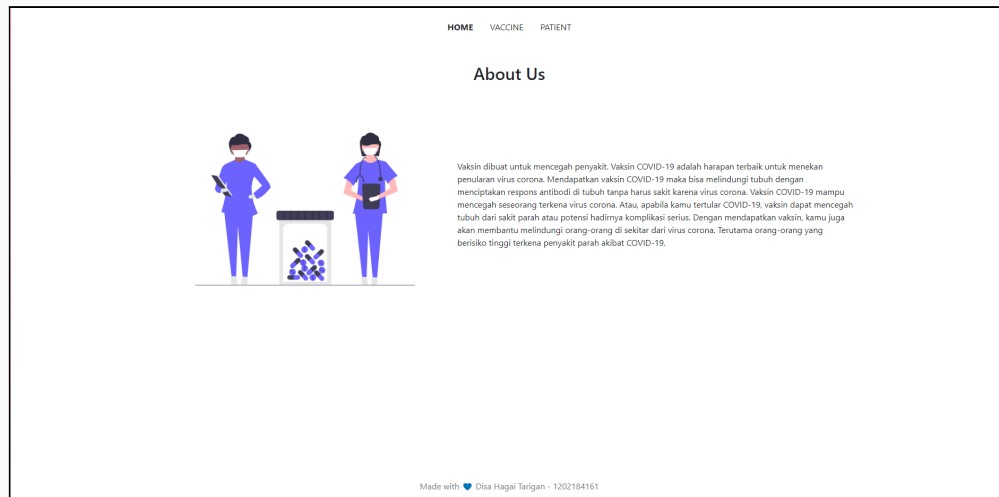 HOME VACCINE PATIENT
About Us
Vaksin dibuat untuk mencegah penyakit. Vaksin COVID-19 adalah harapan terbaik untuk menekan
penularan virus corona. Mendapatkan vaksin COVID-19 maka bisa melindungi tubuh dengan
menciptakan respons antibodi di tubuh tanpa harus sakit karena virus corona. Vaksin COVID-19 mampu
mencegah seseorang terkena virus corona. Atau, apabila kamu tertular COVID-19, vaksin dapat mencegah
tubuh dari sakit parah atau potensi hadirnya komplikasi serius. Dengan mendapatkan vaksin, kamu juga
akan membantu melindungi orang-orang di sekitar dari virus corona. Terutama orang-orang yang
berisiko tinggi terkena penyakit parah akibat COVID-19.
Made with 💙 Disa Hagai Tarigan - 1202184161